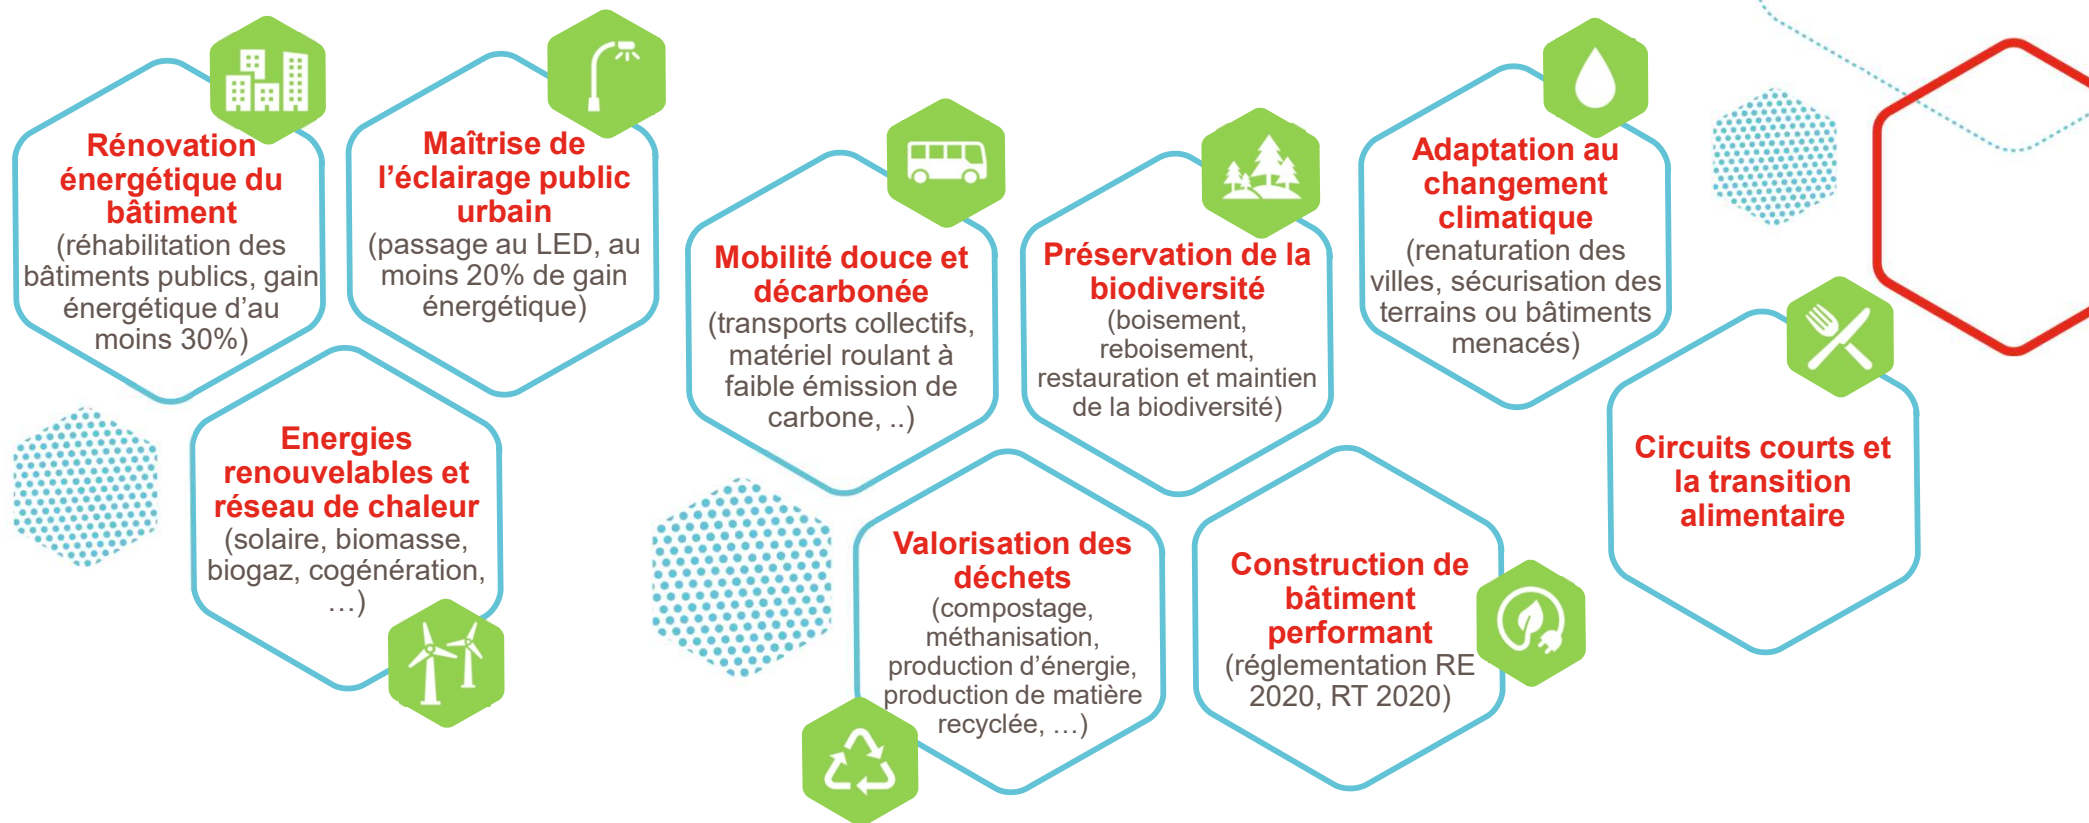 Rénovation
énergétique du
bâtiment
(réhabilitation des
bâtiments publics, gain
énergétique d’au
moins 30%)
Maîtrise de
l’éclairage public
urbain
(passage au LED, au
moins 20% de gain
énergétique)
Energies
renouvelables et
réseau de chaleur
(solaire, biomasse,
biogaz, cogénération,
…)
Mobilité douce et
décarbonée
(transports collectifs,
matériel roulant à
faible émission de
carbone, ..)
Préservation de la
biodiversité
(boisement,
reboisement,
restauration et maintien
de la biodiversité)
Valorisation des
déchets
(compostage,
méthanisation,
production d’énergie,
production de matière
recyclée, …)
Construction de
bâtiment
performant
(réglementation RE
2020, RT 2020)
Adaptation au
changement
climatique
(renaturation des
villes, sécurisation des
terrains ou bâtiments
menacés)
Circuits courts et
la transition
alimentaire